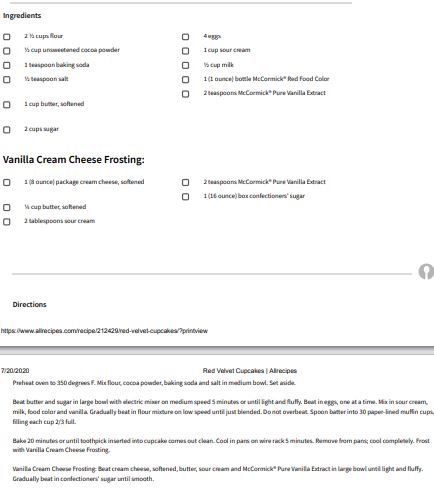 Ingredients
2 ½ cups flour
½ cup unsweetened cocoa powder
1 teaspoon baking soda
½ teaspoon salt
1 cup butter, softened
2 cups sugar
4 eggs
1 cup sour cream
½ cup milk
1 (1 ounce) bottle McCormick® Red Food Color
2 teaspoons McCormick® Pure Vanilla Extract
Vanilla Cream Cheese Frosting:
1 (8 ounce) package cream cheese, softened
¼ cup butter, softened
2 tablespoons sour cream
2 teaspoons McCormick® Pure Vanilla Extract
1 (16 ounce) box confectioners' sugar
Directions
https://www.allrecipes.com/recipe/212429/red-velvet-cupcakes/?printview
7/20/2020 Red Velvet Cupcakes | Allrecipes
Preheat oven to 350 degrees F. Mix flour, cocoa powder, baking soda and salt in medium bowl. Set aside.
Beat butter and sugar in large bowl with electric mixer on medium speed 5 minutes or until light and fluffy. Beat in eggs, one at a time. Mix in sour cream,
milk, food color and vanilla. Gradually beat in flour mixture on low speed until just blended. Do not overbeat. Spoon batter into 30 paper-lined muffin cups,
filling each cup 2/3 full.
Bake 20 minutes or until toothpick inserted into cupcake comes out clean. Cool in pans on wire rack 5 minutes. Remove from pans; cool completely. Frost
with Vanilla Cream Cheese Frosting.
Vanilla Cream Cheese Frosting: Beat cream cheese, softened, butter, sour cream and McCormick® Pure Vanilla Extract in large bowl until light and fluffy.
Gradually beat in confectioners' sugar until smooth.